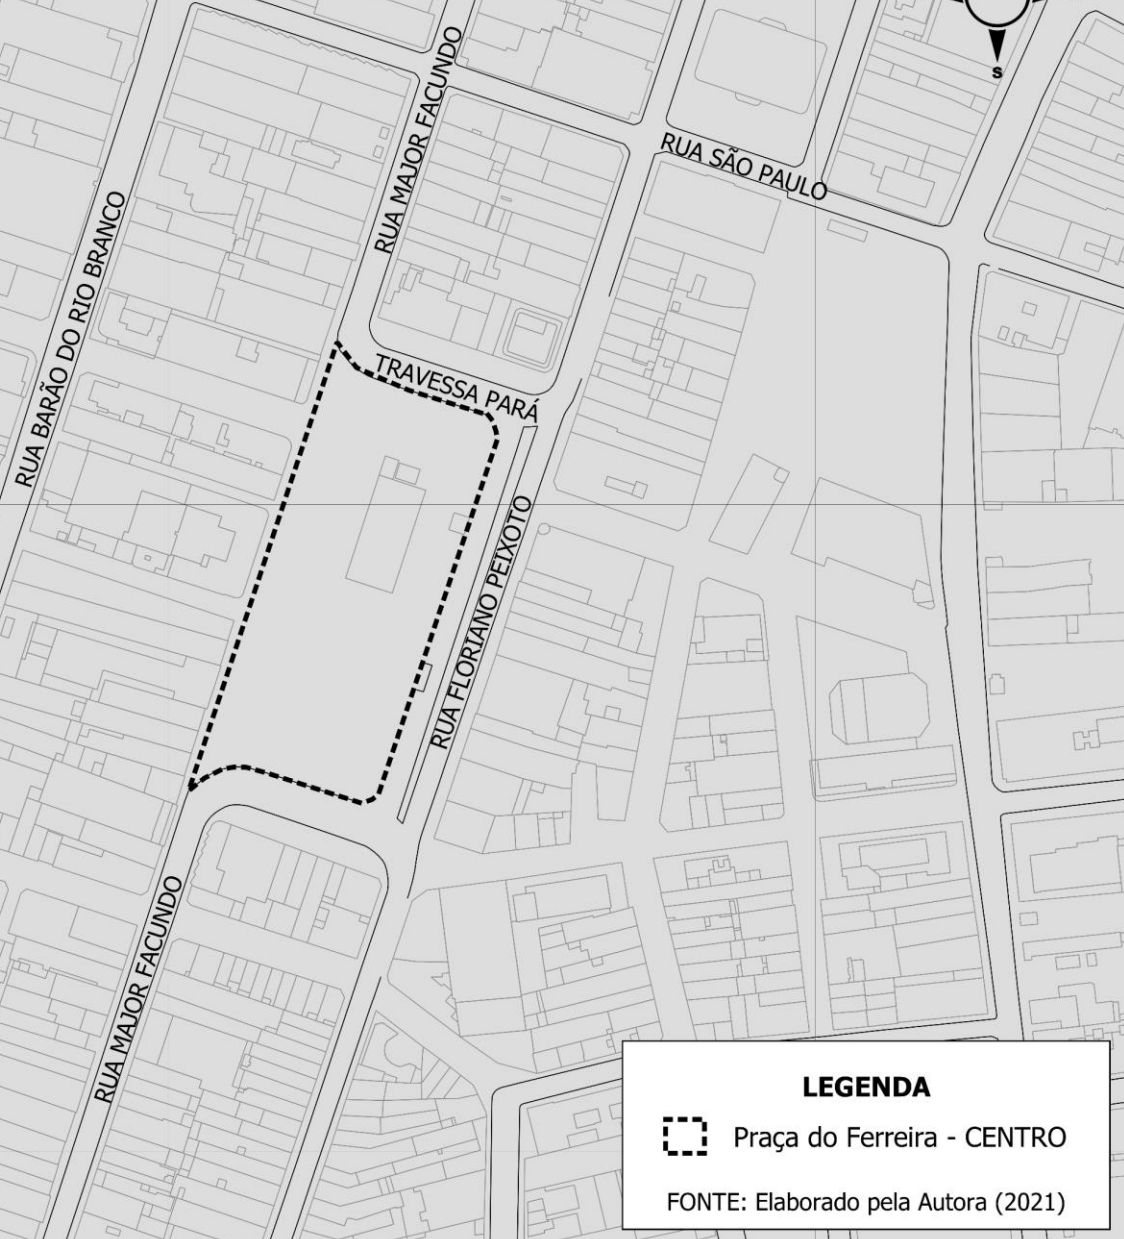 S
RUA MAJOR FACUNDO
RUA SÃO PAULO
RUA BARÃO DO RIO BRANCO
TRAVESSA PARÁ
RUA FLORIANO PEIXOTO
RUA MAJOR FACUNDO
LEGENDA
Praça do Ferreira - CENTRO
FONTE: Elaborado pela Autora (2021)